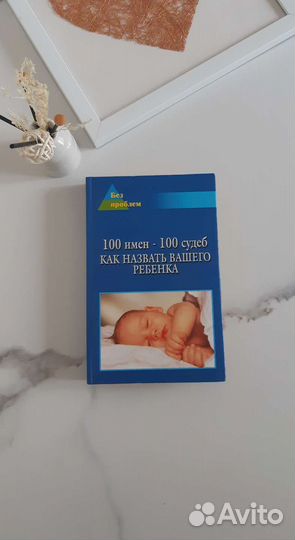 Без
проблем
100 имен - 100 судеб
КАК НАЗВАТЬ ВАШЕГО
РЕБЕНКА
Avito